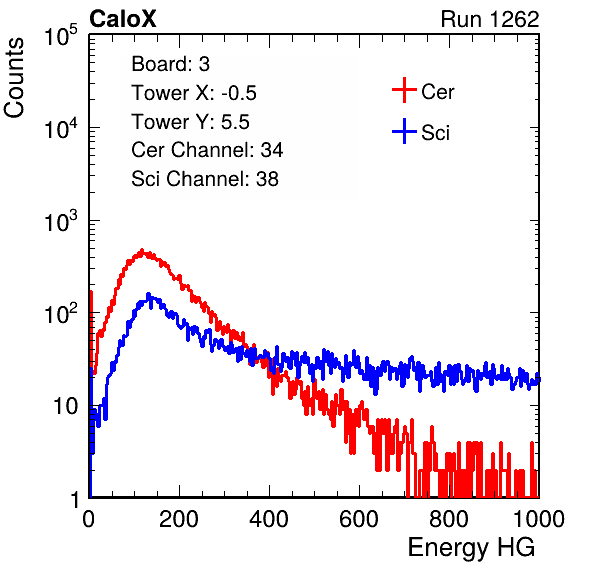 CaloX Run 1262
Counts
10^5
10^4
10^3
10^2
10
1
Board: 3
Tower X: -0.5
Tower Y: 5.5
Cer Channel: 34
Sci Channel: 38
Cer
Sci
0 200 400 600 800 1000
Energy HG